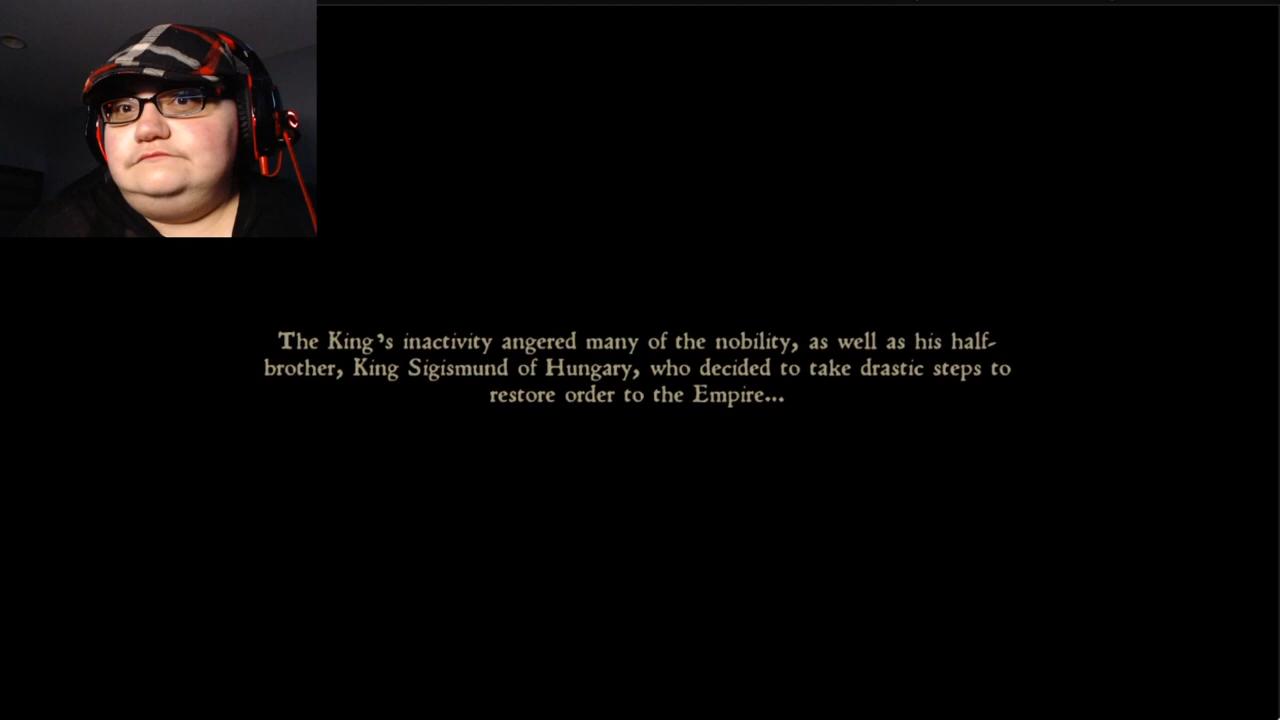 The King's inactivity angered many of the nobility, as well as his half-
brother, King Sigismund of Hungary, who decided to take drastic steps to
restore order to the Empire...